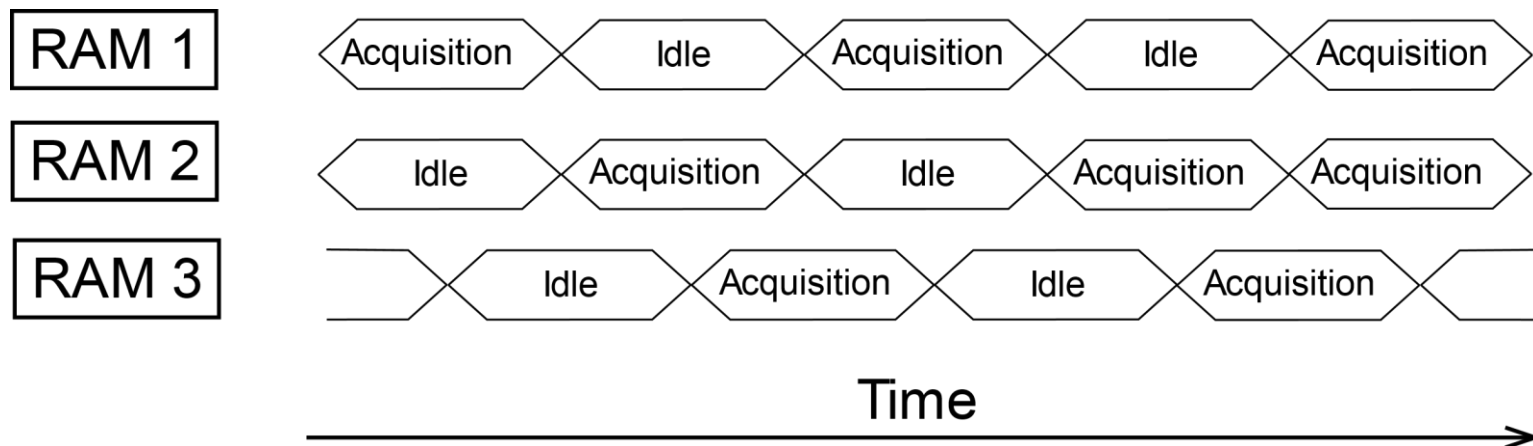 RAM 1 Acquisition Idle Acquisition Idle Acquisition
RAM 2 Idle Acquisition Idle Acquisition Acquisition
RAM 3 Idle Acquisition Idle Acquisition
Time